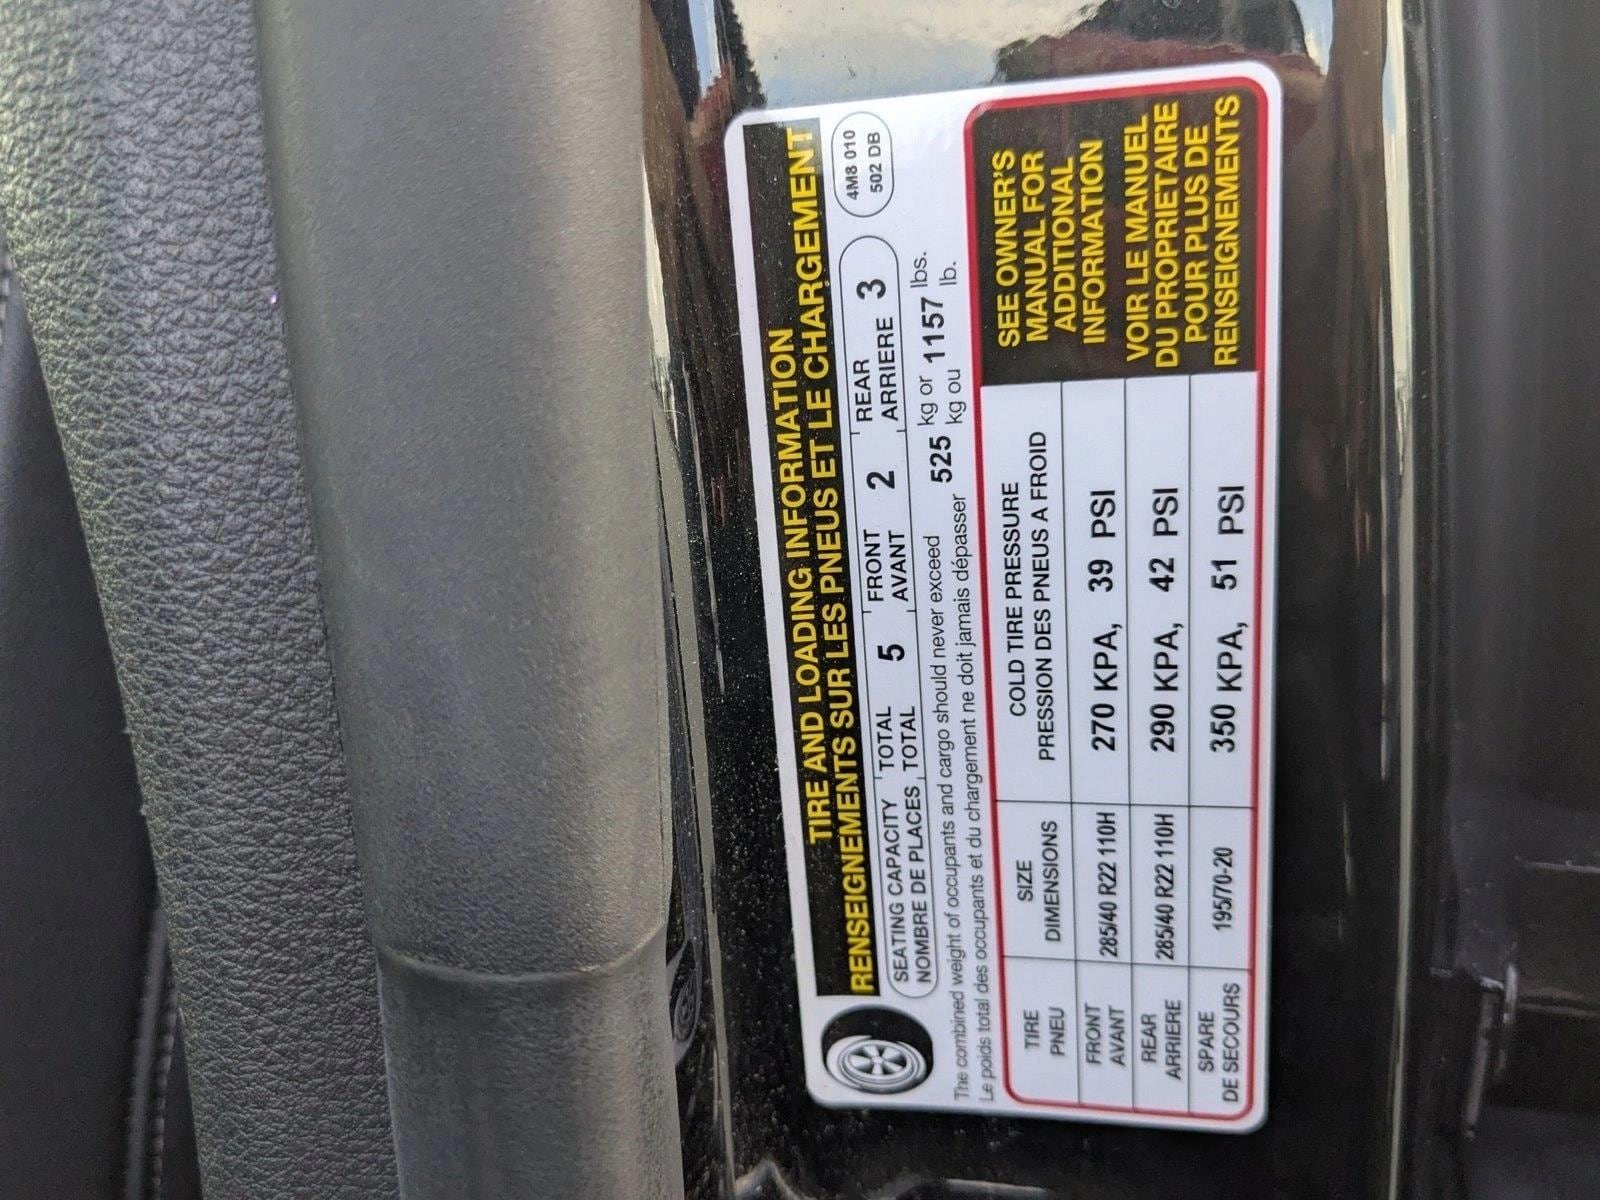 TIRE AND LOADING INFORMATION
RENSEIGNEMENTS SUR LES PNEUS ET LE CHARGEMENT
SEATING CAPACITY TOTAL 5 FRONT 2 REAR 3
NOMBRE DE PLACES TOTAL AVANT ARRIERE
4M8 010
502 DB
The combined weight of occupants and cargo should never exceed 525 kg or 1157 lbs.
Le poids total des occupants et du chargement ne doit jamais dépasser kg ou lb.
TIRE SIZE COLD TIRE PRESSURE
PNEU DIMENSIONS PRESSION DES PNEUS A FROID
FRONT
AVANT 285/40 R22 110H 270 KPA, 39 PSI
REAR
ARRIERE 285/40 R22 110H 290 KPA, 42 PSI
SPARE
DE SECOURS 195/70-20 350 KPA, 51 PSI
SEE OWNER'S
MANUAL FOR
ADDITIONAL
INFORMATION
VOIR LE MANUEL
DU PROPRIETAIRE
POUR PLUS DE
RENSEIGNEMENTS